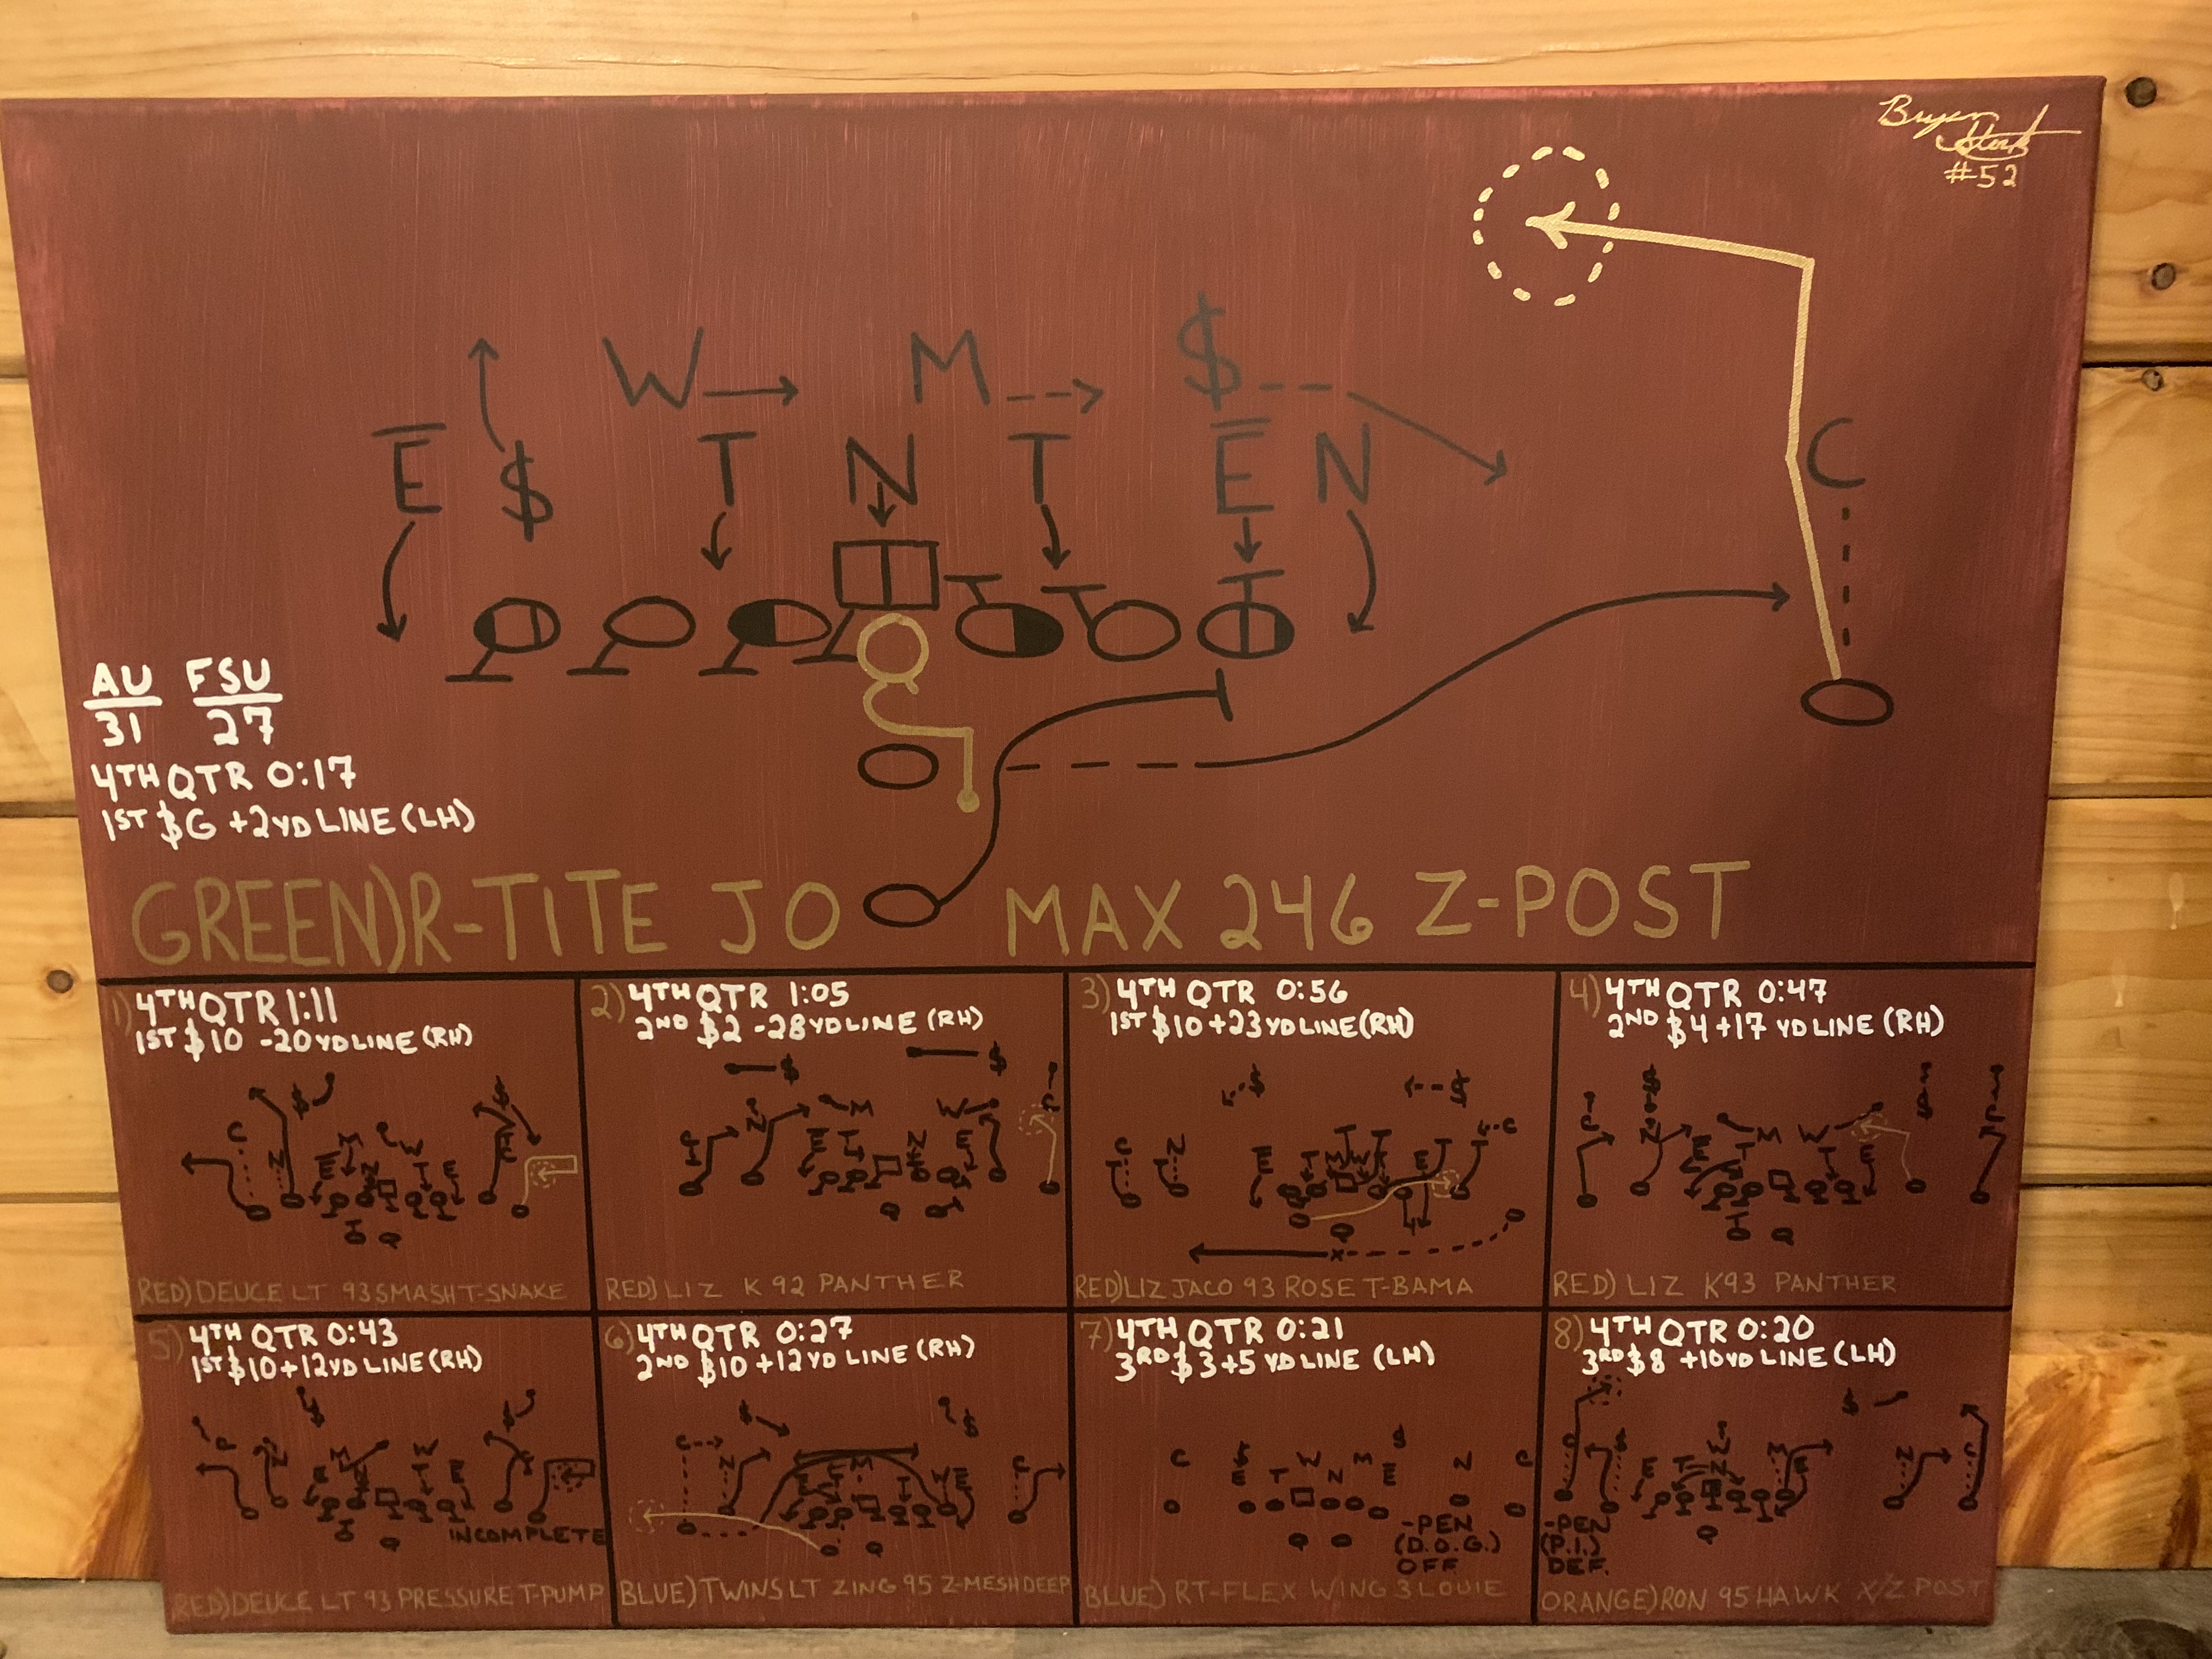 Bryan
Stork
#52
W M $
E $ T N T E N C
AU FSU
31 27
4TH QTR 0:17
1ST $G +2YD LINE (LH)
GREEN) R-TITE JO MAX 246 Z-POST
1) 4TH QTR 1:11
1ST $10 -20 YD LINE (RH)
RED) DEUCE LT 93 SMASH T-SNAKE
2) 4TH QTR 1:05
2ND $2 -28 YD LINE (RH)
RED) LIZ K 92 PANTHER
3) 4TH QTR 0:56
1ST $10 +23 YD LINE (RH)
RED) LIZ JACO 93 ROSE T-BAMA
4) 4TH QTR 0:47
2ND $4 +17 YD LINE (RH)
RED) LIZ K93 PANTHER
5) 4TH QTR 0:43
1ST $10 +12 YD LINE (RH)
INCOMPLETE
RED) DEUCE LT 93 PRESSURE T-PUMP
6) 4TH QTR 0:27
2ND $10 +12 YD LINE (RH)
BLUE) TWINS LT ZING 95 Z-MESH DEEP
7) 4TH QTR 0:21
3RD $3 +5 YD LINE (LH)
-PEN
(D.O.G.)
OFF
BLUE) RT-FLEX WING 3 LOUIE
8) 4TH QTR 0:20
3RD $8 +10 YD LINE (LH)
-PEN
(P.I.)
DEF.
ORANGE) RON 95 HAWK X/Z POST